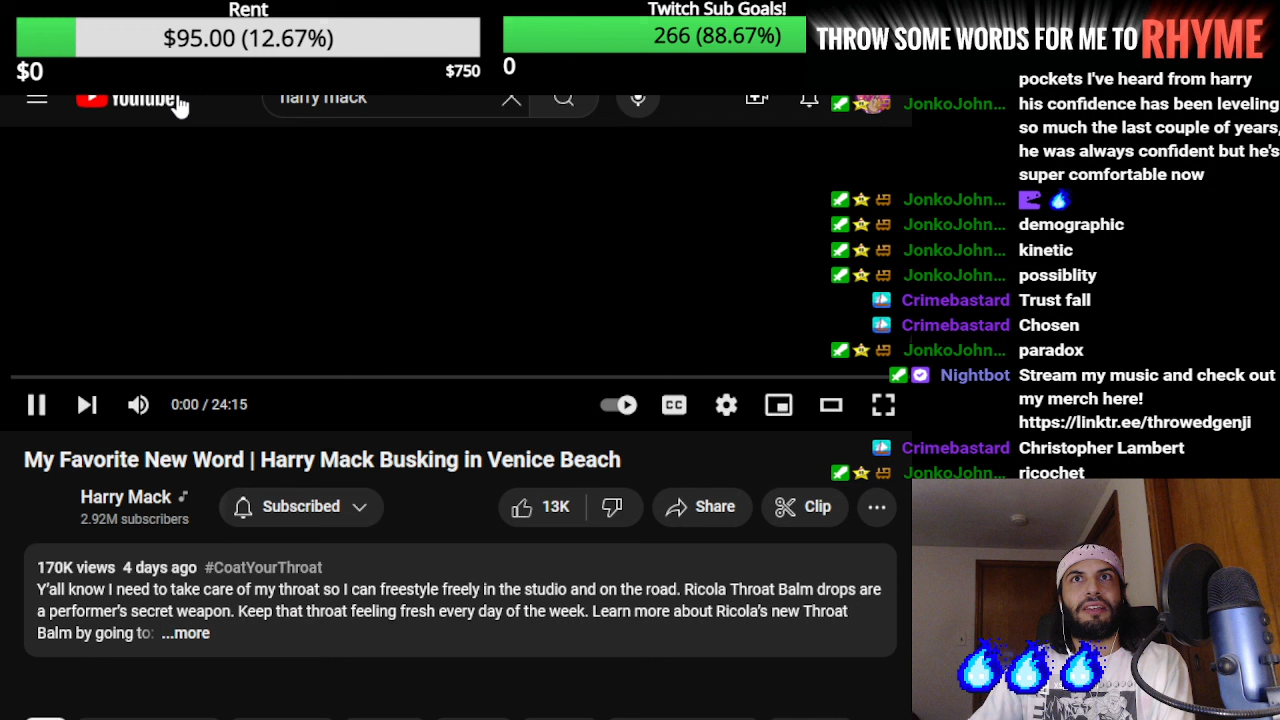 Rent
$95.00 (12.67%)
$0
$750
Twitch Sub Goals!
266 (88.67%)
0
THROW SOME WORDS FOR ME TO RHYME
YouTube
harry mack
pockets I've heard from harry
JonkoJohn... his confidence has been leveling
so much the last couple of years,
he was always confident but he's
super comfortable now
JonkoJohn...
JonkoJohn... demographic
JonkoJohn... kinetic
JonkoJohn... possiblity
Crimebastard Trust fall
Crimebastard Chosen
JonkoJohn... paradox
Nightbot Stream my music and check out
my merch here!
https://linktr.ee/throwedgenji
Crimebastard Christopher Lambert
JonkoJohn... ricochet
0:00 / 24:15
CC
My Favorite New Word | Harry Mack Busking in Venice Beach
Harry Mack
2.92M subscribers
Subscribed
13K
Share
Clip
170K views 4 days ago #CoatYourThroat
Y'all know I need to take care of my throat so I can freestyle freely in the studio and on the road. Ricola Throat Balm drops are
a performer's secret weapon. Keep that throat feeling fresh every day of the week. Learn more about Ricola's new Throat
Balm by going to: ...more